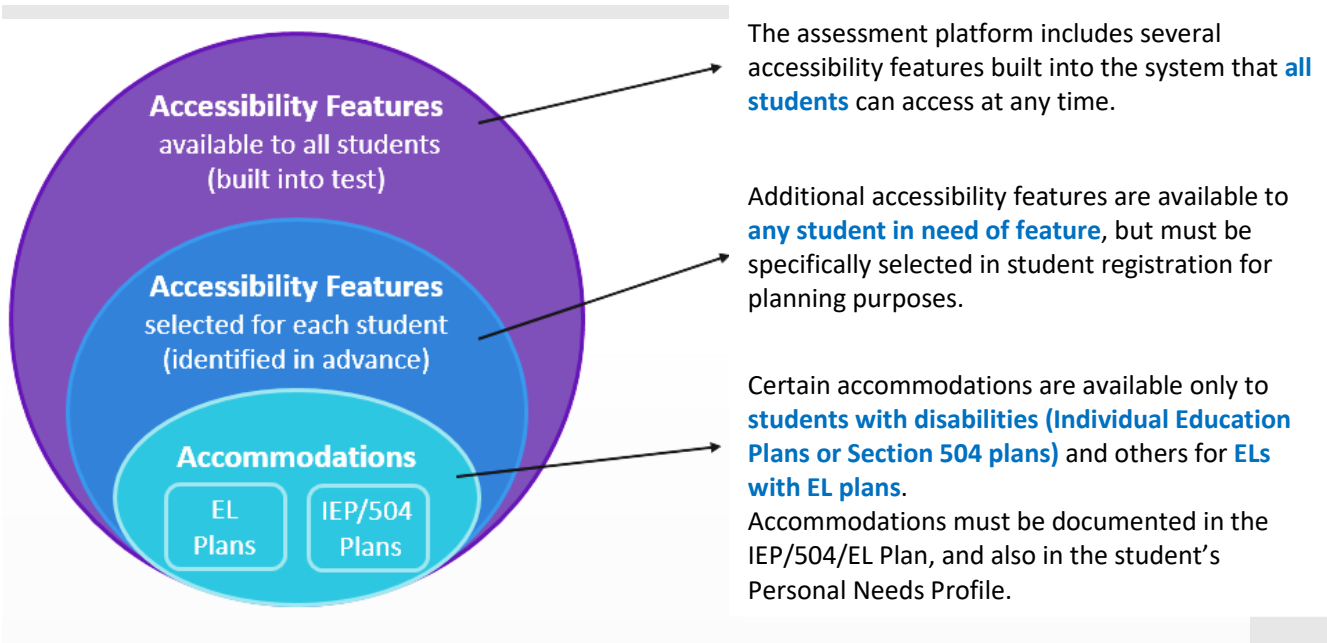 Accessibility Features
available to all students
(built into test)
Accessibility Features
selected for each student
(identified in advance)
Accommodations
EL
Plans
IEP/504
Plans
The assessment platform includes several
accessibility features built into the system that all
students can access at any time.
Additional accessibility features are available to
any student in need of feature, but must be
specifically selected in student registration for
planning purposes.
Certain accommodations are available only to
students with disabilities (Individual Education
Plans or Section 504 plans) and others for ELs
with EL plans.
Accommodations must be documented in the
IEP/504/EL Plan, and also in the student’s
Personal Needs Profile.